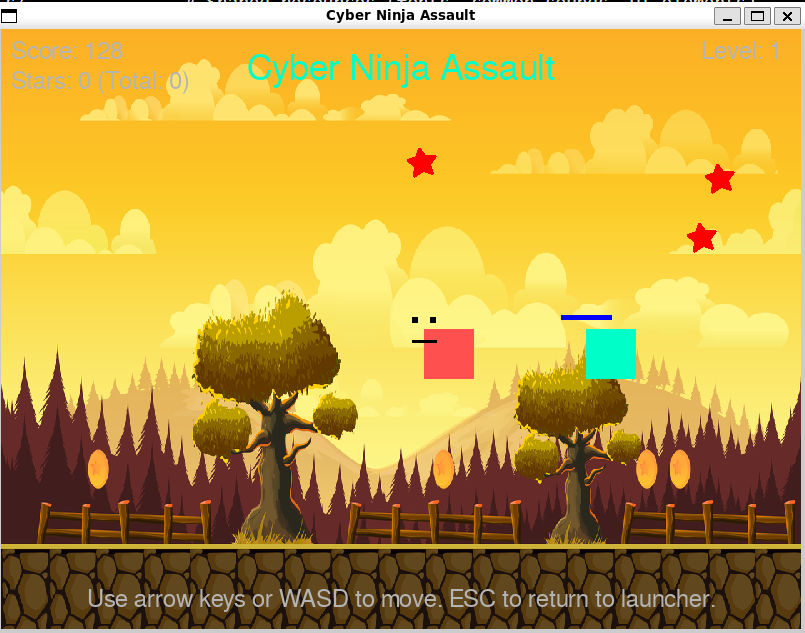 Cyber Ninja Assault
Score: 128
Level: 1
Cyber Ninja Assault
Stars: 0 (Total: 0)
Use arrow keys or WASD to move. ESC to return to launcher.